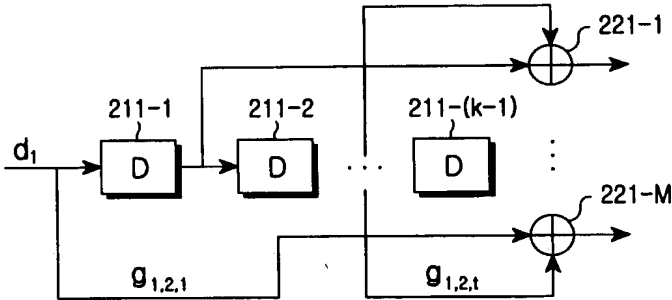 221-1
211-1
211-2
211-(k-1)
d₁
D
D
D
221-M
g₁,₂,₁
g₁,₂,t